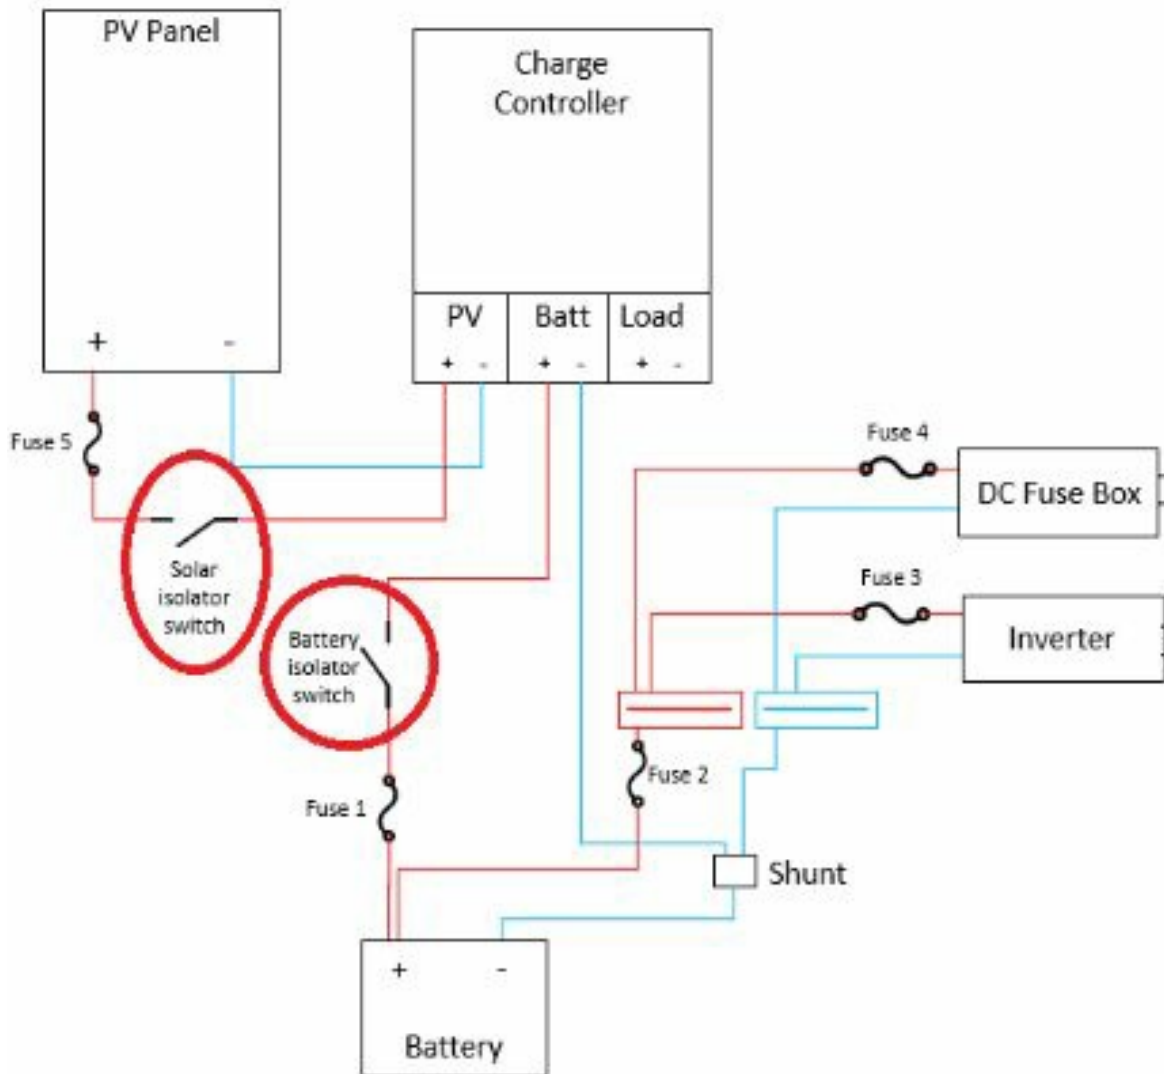 PV Panel
+ -
Charge
Controller
PV Batt Load
+ - + - + -
Fuse 5
Solar
isolator
switch
Battery
isolator
switch
Fuse 1
Fuse 4
DC Fuse Box
Fuse 3
Inverter
Fuse 2
Shunt
+ -
Battery